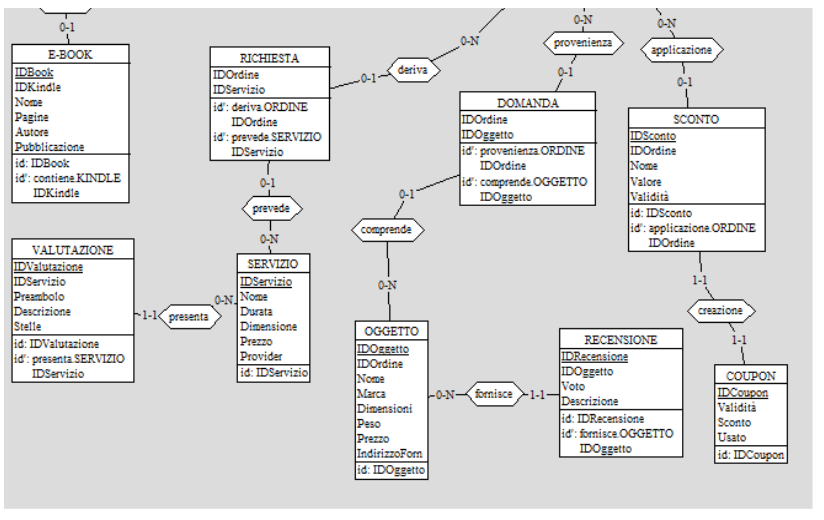 0-1
E-BOOK
IDBook
IDKindle
Nome
Pagine
Autore
Pubblicazione
id: IDBook
id': contiene.KINDLE
IDKindle
RICHIESTA
IDOrdine
IDServizio
id': deriva.ORDINE
IDOrdine
id': prevede.SERVIZIO
IDServizio
0-1
deriva
0-N
0-N
provenienza
0-1
0-N
applicazione
0-1
DOMANDA
IDOrdine
IDOggetto
id': provenienza.ORDINE
IDOrdine
id': comprende.OGGETTO
IDOggetto
SCONTO
IDSconto
IDOrdine
Nome
Valore
Validità
id: IDSconto
id': applicazione.ORDINE
IDOrdine
0-1
prevede
0-N
0-1
comprende
0-N
VALUTAZIONE
IDValutazione
IDServizio
Preambolo
Descrizione
Stelle
id: IDValutazione
id': presenta.SERVIZIO
IDServizio
1-1
presenta
0-N
SERVIZIO
IDServizio
Nome
Durata
Dimensione
Prezzo
Provider
id: IDServizio
OGGETTO
IDOggetto
IDOrdine
Nome
Marca
Dimensioni
Peso
Prezzo
IndirizzoForn
id: IDOggetto
0-N
fornisce
1-1
RECENSIONE
IDRecensione
IDOggetto
Voto
Descrizione
id: IDRecensione
id': fornisce.OGGETTO
IDOggetto
1-1
creazione
1-1
COUPON
IDCoupon
Validità
Sconto
Usato
id: IDCoupon